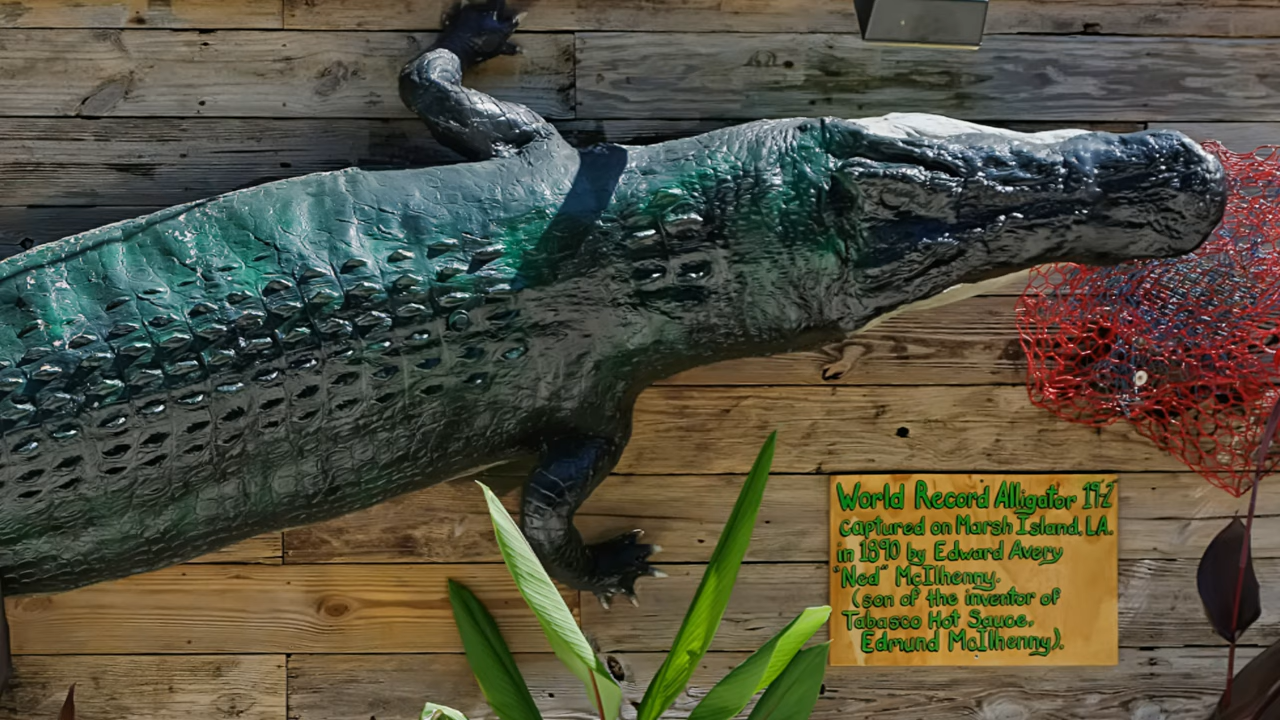 World Record Alligator 19'2
captured on Marsh Island, LA.
in 1890 by Edward Avery
"Ned" McIlhenny.
(son of the inventor of
Tabasco Hot Sauce,
Edmund McIlhenny).